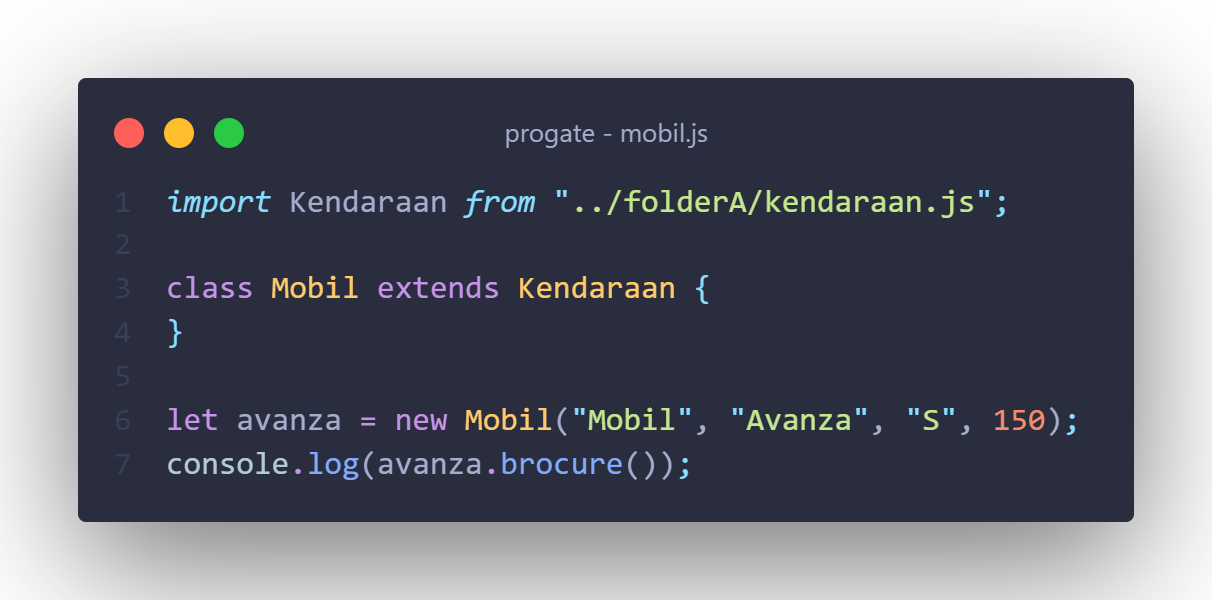 progate - mobil.js
1 import Kendaraan from "../folderA/kendaraan.js";
2
3 class Mobil extends Kendaraan {
4 }
5
6 let avanza = new Mobil("Mobil", "Avanza", "S", 150);
7 console.log(avanza.brocure());